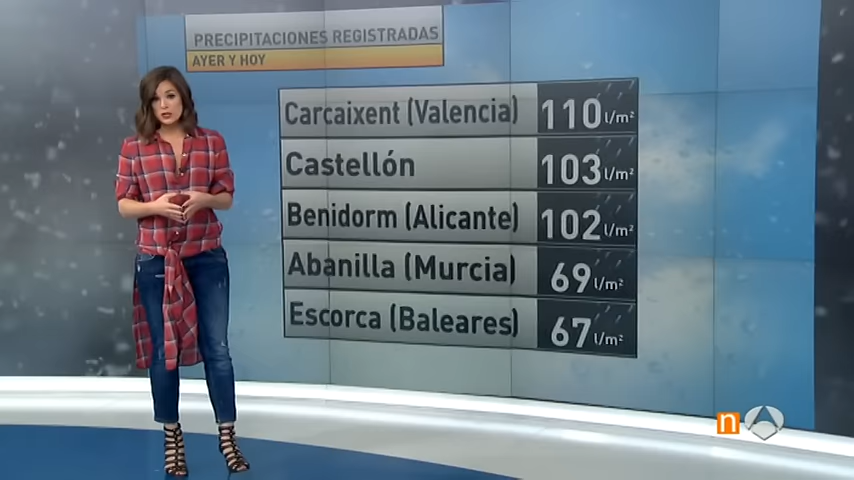 PRECIPITACIONES REGISTRADAS
AYER Y HOY
Carcaixent (Valencia) 110 l/m²
Castellón 103 l/m²
Benidorm (Alicante) 102 l/m²
Abanilla (Murcia) 69 l/m²
Escorca (Baleares) 67 l/m²
n